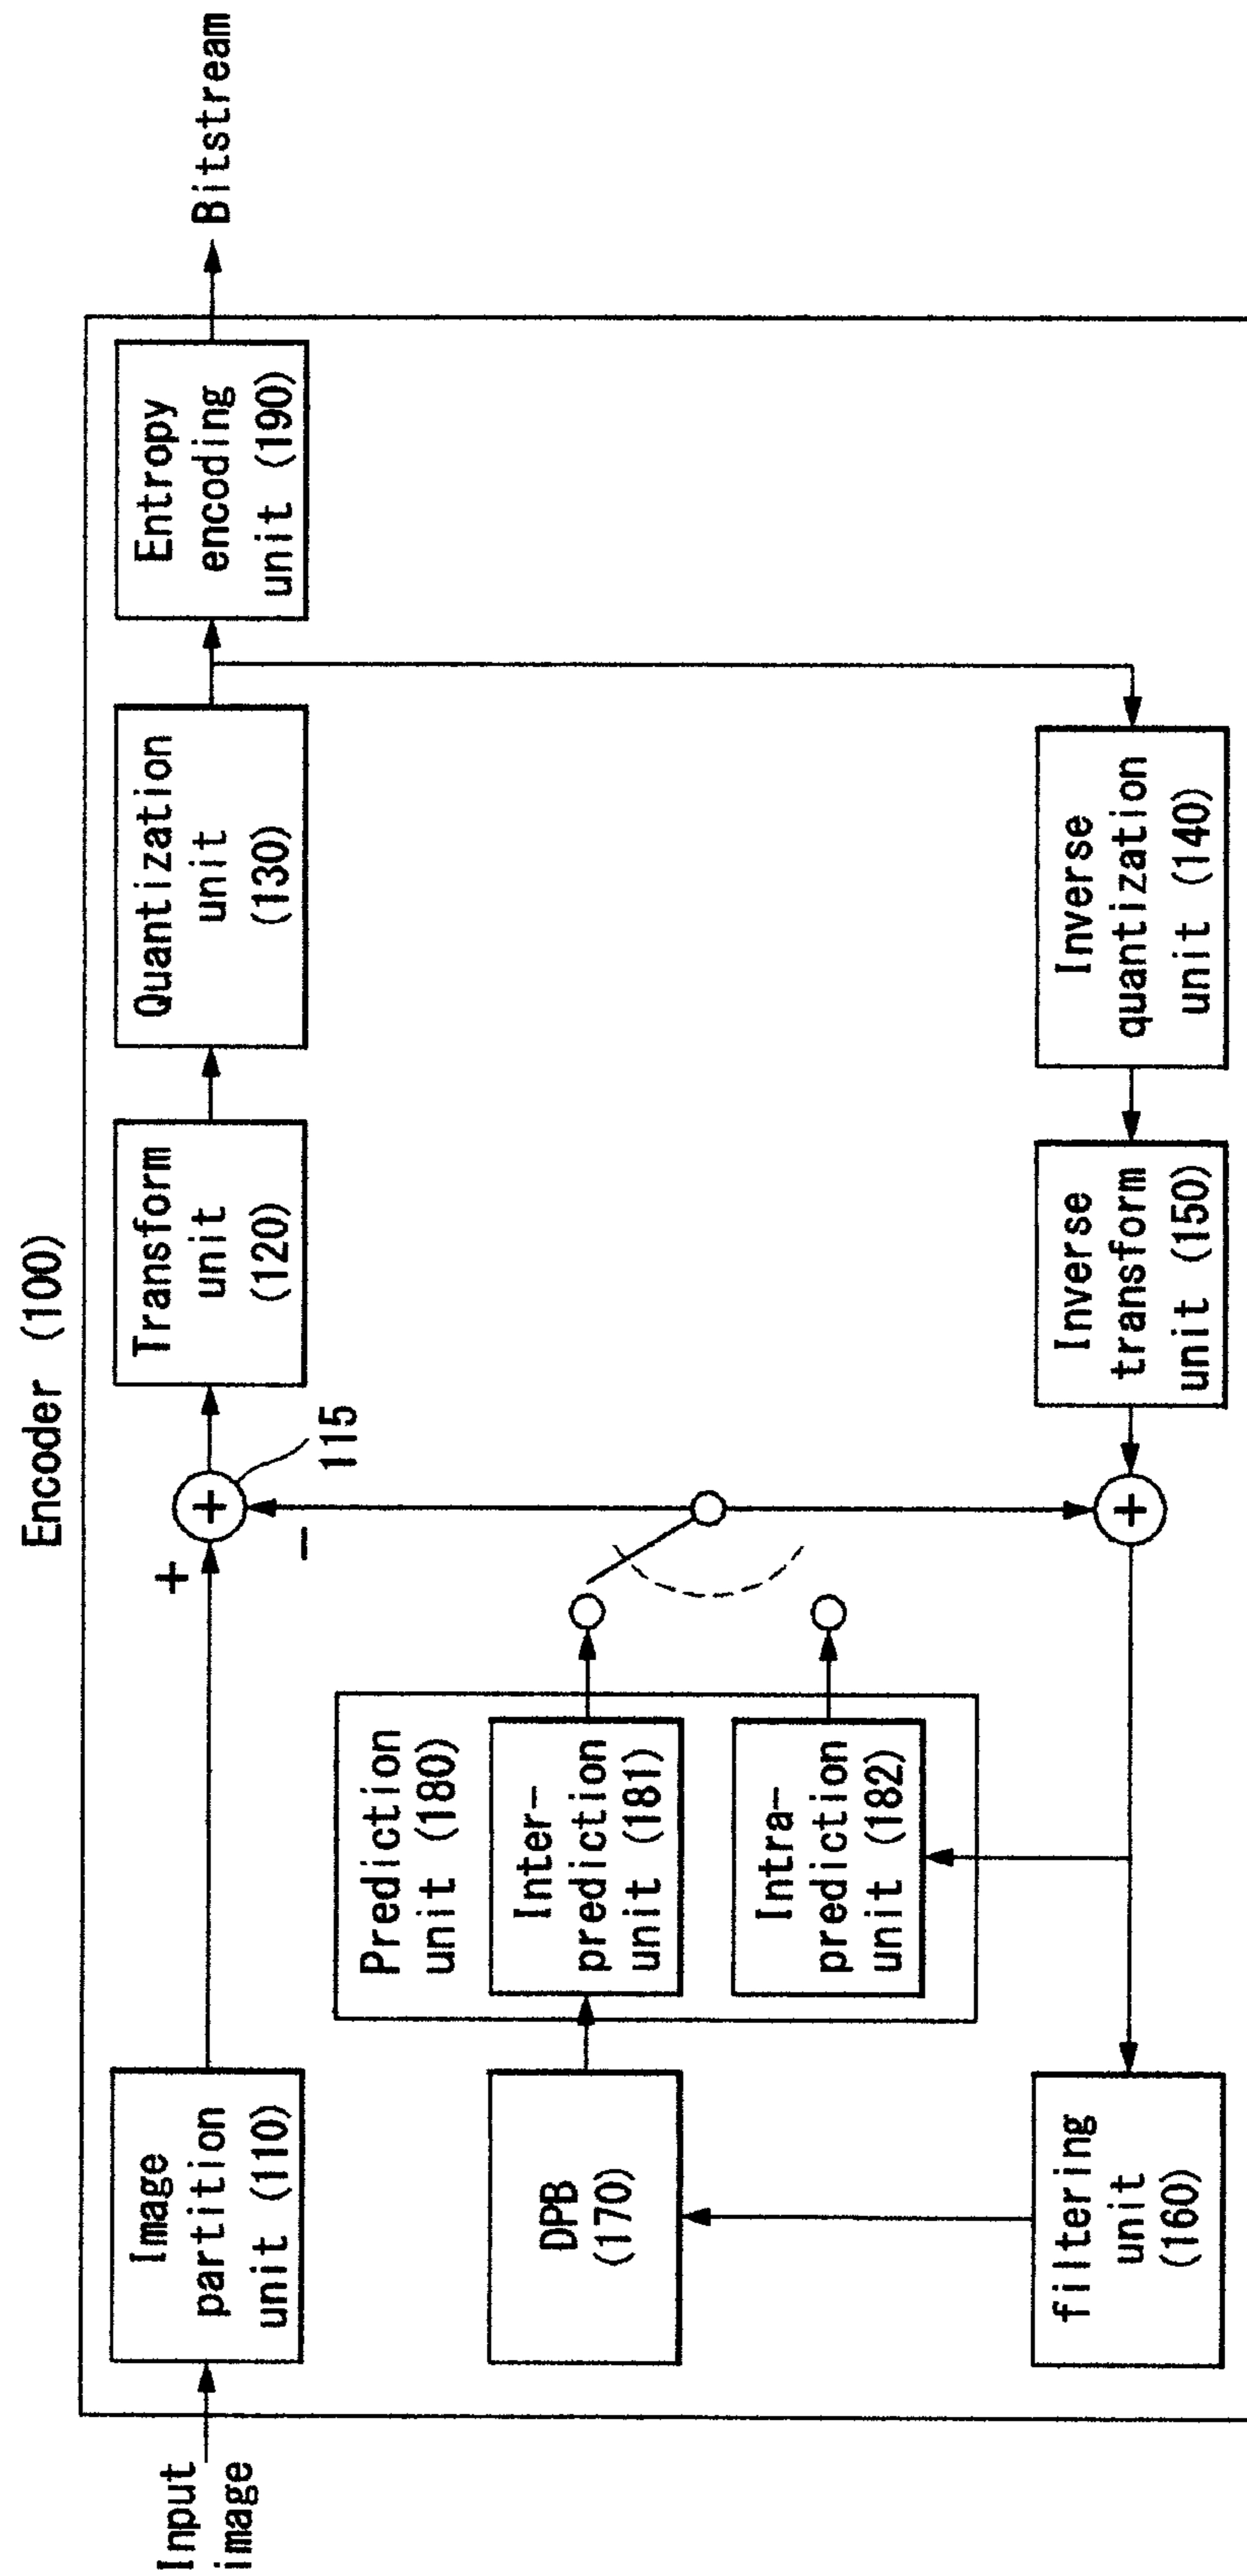 Encoder (100)
Input
image
Image
partition
unit (110)
+
-
+
115
Transform
unit
(120)
Quantization
unit
(130)
Entropy
encoding
unit (190)
Bitstream
Prediction
unit (180)
DPB
(170)
Inter-
prediction
unit (181)
Intra-
prediction
unit (182)
filtering
unit
(160)
+
Inverse
transform
unit (150)
Inverse
quantization
unit (140)